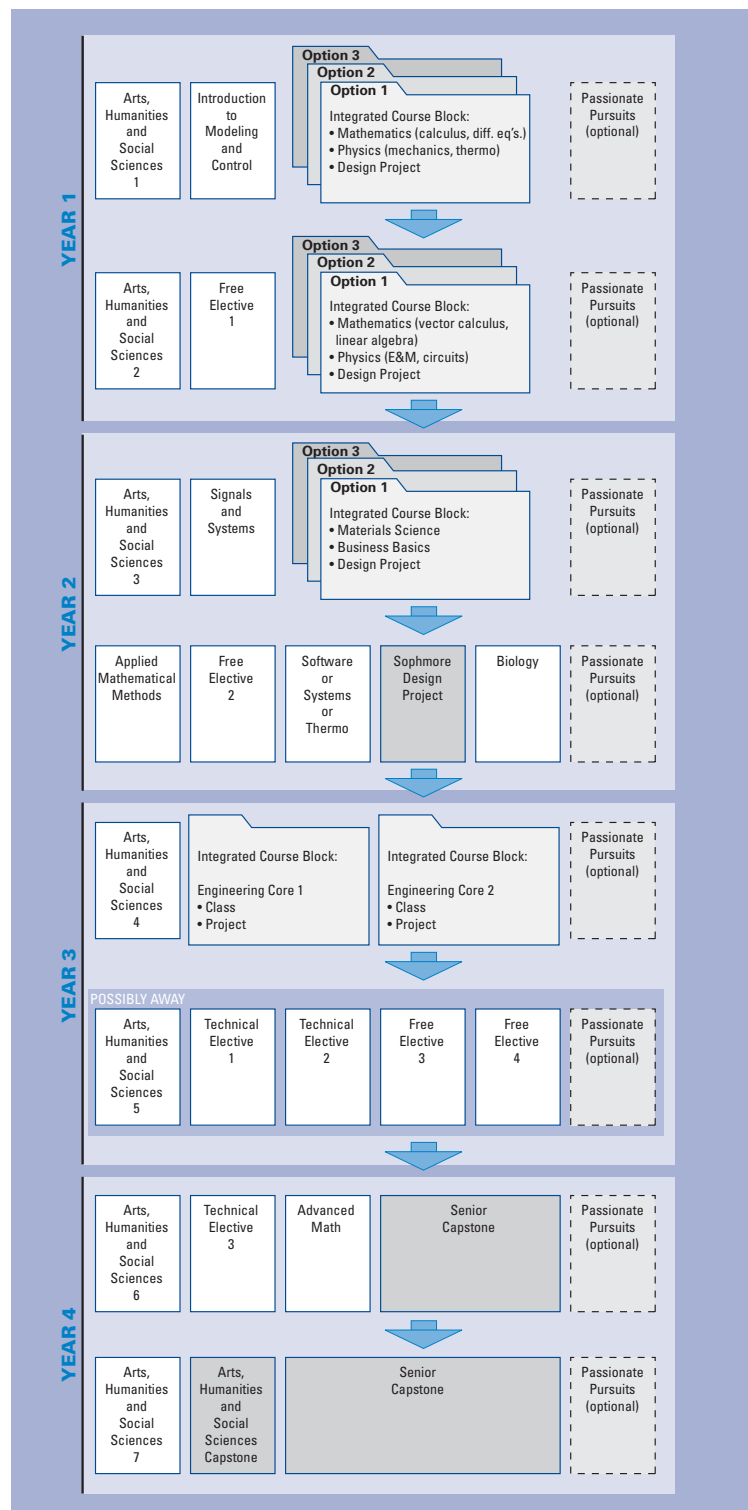 YEAR 1
Arts,
Humanities
and
Social
Sciences
1
Introduction
to
Modeling
and
Control
Option 3
Option 2
Option 1
Integrated Course Block:
• Mathematics (calculus, diff. eq's.)
• Physics (mechanics, thermo)
• Design Project
Passionate
Pursuits
(optional)
Arts,
Humanities
and
Social
Sciences
2
Free
Elective
1
Option 3
Option 2
Option 1
Integrated Course Block:
• Mathematics (vector calculus,
linear algebra)
• Physics (E&M, circuits)
• Design Project
Passionate
Pursuits
(optional)
YEAR 2
Arts,
Humanities
and
Social
Sciences
3
Signals
and
Systems
Option 3
Option 2
Option 1
Integrated Course Block:
• Materials Science
• Business Basics
• Design Project
Passionate
Pursuits
(optional)
Applied
Mathematical
Methods
Free
Elective
2
Software
or
Systems
or
Thermo
Sophmore
Design
Project
Biology
Passionate
Pursuits
(optional)
YEAR 3
Arts,
Humanities
and
Social
Sciences
4
Integrated Course Block:
Engineering Core 1
• Class
• Project
Integrated Course Block:
Engineering Core 2
• Class
• Project
Passionate
Pursuits
(optional)
POSSIBLY AWAY
Arts,
Humanities
and
Social
Sciences
5
Technical
Elective
1
Technical
Elective
2
Free
Elective
3
Free
Elective
4
Passionate
Pursuits
(optional)
YEAR 4
Arts,
Humanities
and
Social
Sciences
6
Technical
Elective
3
Advanced
Math
Senior
Capstone
Passionate
Pursuits
(optional)
Arts,
Humanities
and
Social
Sciences
7
Arts,
Humanities
and
Social
Sciences
Capstone
Senior
Capstone
Passionate
Pursuits
(optional)